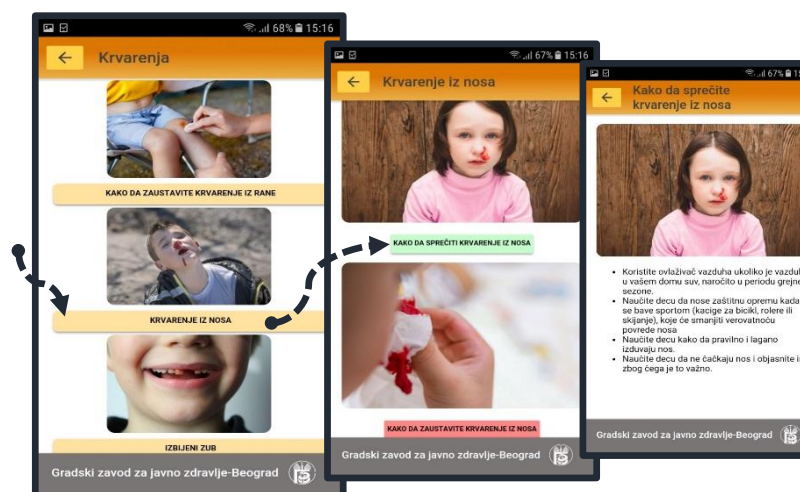 68% 15:16
Krvarenja
KAKO DA ZAUSTAVITE KRVARENJE IZ RANE
KRVARENJE IZ NOSA
IZBIJENI ZUB
Gradski zavod za javno zdravlje-Beograd
67% 15:16
Krvarenje iz nosa
KAKO DA SPREČITI KRVARENJE IZ NOSA
KAKO DA ZAUSTAVITE KRVARENJE IZ NOSA
Gradski zavod za javno zdravlje-Beograd
67% 15
Kako da sprečite
krvarenje iz nosa
• Koristite ovlaživač vazduha ukoliko je vazduh
u vašem domu suv, naročito u periodu grejne
sezone.
• Naučite decu da nose zaštitnu opremu kada
se bave sportom (kacige za bicikl, rolere ili
skijanje), koje će smanjiti verovatnoću
povrede nosa
• Naučite decu kako da pravilno i lagano
izduvaju nos.
• Naučite decu da ne čačkaju nos i objasnite
zbog čega je to važno.
Gradski zavod za javno zdravlje-Beograd